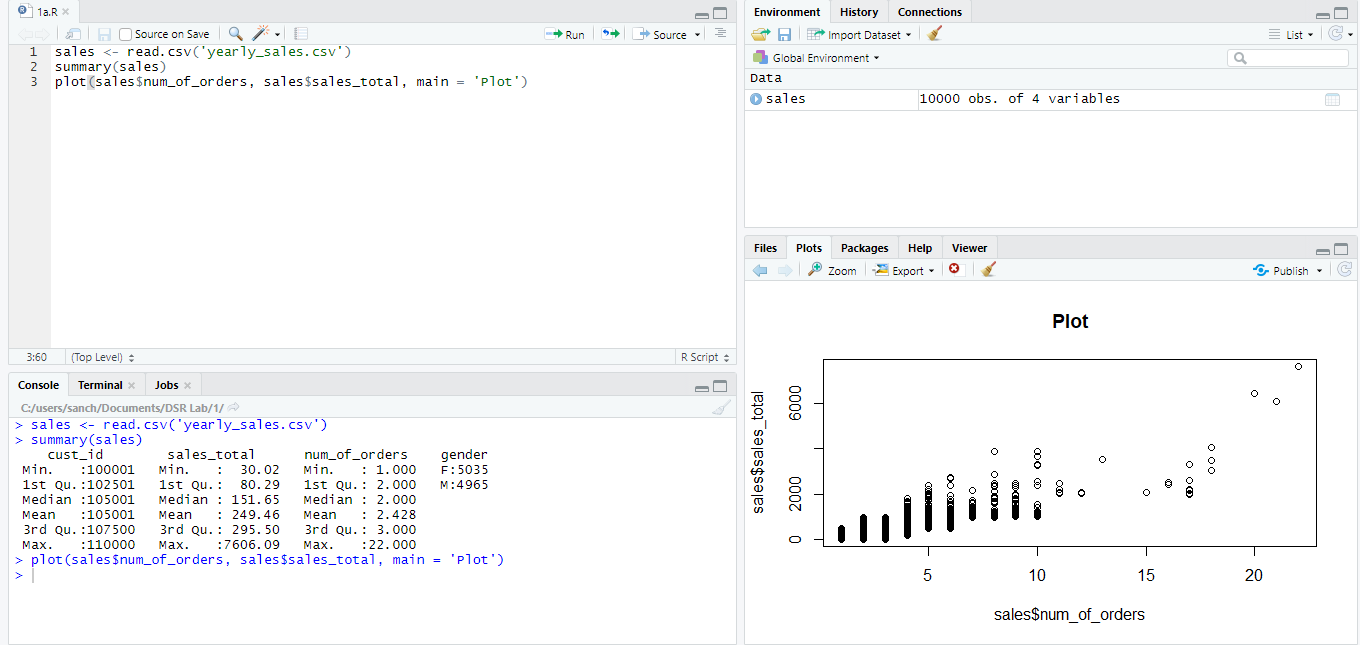 1a.R
Source on Save
Run
Source
1 sales <- read.csv('yearly_sales.csv')
2 summary(sales)
3 plot(sales$num_of_orders, sales$sales_total, main = 'Plot')
3:60 (Top Level) R Script
Console Terminal Jobs
C:/users/sanch/Documents/DSR Lab/1/
> sales <- read.csv('yearly_sales.csv')
> summary(sales)
cust_id sales_total num_of_orders gender
Min. :100001 Min. : 30.02 Min. : 1.000 F:5035
1st Qu.:102501 1st Qu.: 80.29 1st Qu.: 2.000 M:4965
Median :105001 Median : 151.65 Median : 2.000
Mean :105001 Mean : 249.46 Mean : 2.428
3rd Qu.:107500 3rd Qu.: 295.50 3rd Qu.: 3.000
Max. :110000 Max. :7606.09 Max. :22.000
> plot(sales$num_of_orders, sales$sales_total, main = 'Plot')
>
Environment History Connections
Import Dataset List
Global Environment
Data
sales 10000 obs. of 4 variables
Files Plots Packages Help Viewer
Zoom Export Publish
Plot
sales$sales_total
6000
2000
0
5 10 15 20
sales$num_of_orders